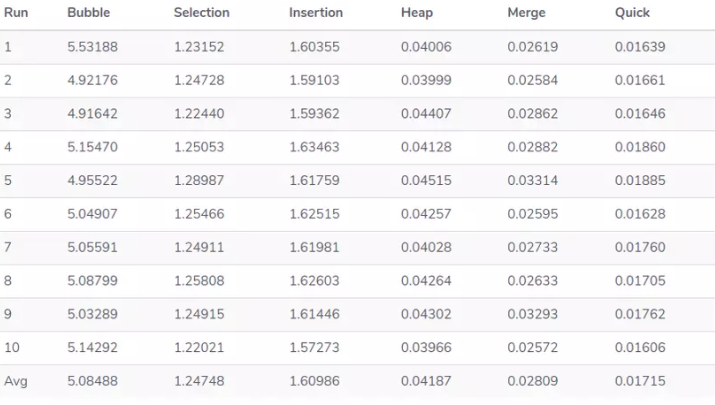 Run Bubble Selection Insertion Heap Merge Quick
1 5.53188 1.23152 1.60355 0.04006 0.02619 0.01639
2 4.92176 1.24728 1.59103 0.03999 0.02584 0.01661
3 4.91642 1.22440 1.59362 0.04407 0.02862 0.01646
4 5.15470 1.25053 1.63463 0.04128 0.02882 0.01860
5 4.95522 1.28987 1.61759 0.04515 0.03314 0.01885
6 5.04907 1.25466 1.62515 0.04257 0.02595 0.01628
7 5.05591 1.24911 1.61981 0.04028 0.02733 0.01760
8 5.08799 1.25808 1.62603 0.04264 0.02633 0.01705
9 5.03289 1.24915 1.61446 0.04302 0.03293 0.01762
10 5.14292 1.22021 1.57273 0.03966 0.02572 0.01606
Avg 5.08488 1.24748 1.60986 0.04187 0.02809 0.01715